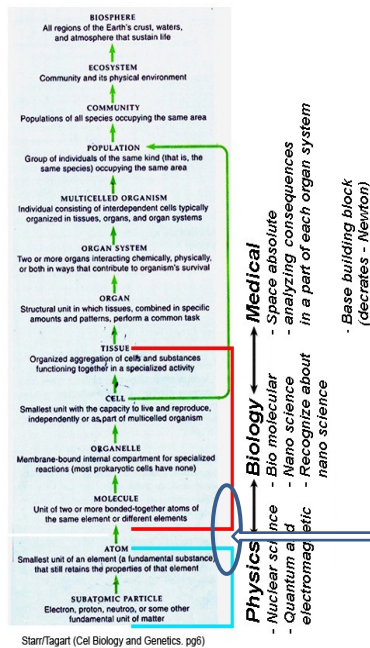 BIOSPHERE
All regions of the Earth's crust, waters,
and atmosphere that sustain life
ECOSYSTEM
Community and its physical environment
COMMUNITY
Populations of all species occupying the same area
POPULATION
Group of individuals of the same kind (that is, the
same species) occupying the same area
MULTICELLED ORGANISM
Individual consisting of interdependent cells typically
organized in tissues, organs, and organ systems
ORGAN SYSTEM
Two or more organs interacting chemically, physically,
or both in ways that contribute to organism's survival
ORGAN
Structural unit in which tissues, combined in specific
amounts and patterns, perform a common task
TISSUE
Organized aggregation of cells and substances
functioning together in a specialized activity
CELL
Smallest unit with the capacity to live and reproduce,
independently or as part of multicelled organism
ORGANELLE
Membrane-bound internal compartment for specialized
reactions (most prokaryotic cells have none)
MOLECULE
Unit of two or more bonded-together atoms of
the same element or different elements
ATOM
Smallest unit of an element (a fundamental substance)
that still retains the properties of that element
SUBATOMIC PARTICLE
Electron, proton, neutron, or some other
fundamental unit of matter
Starr/Tagart (Cel Biology and Genetics. pg6)
Physics
- Nuclear science
- Quantum and
electromagnetic
Biology
- Bio molecular
- Nano science
- Recognize about
nano science
Medical
- Space absolute
- analyzing consequences
in a part of each organ system
- Base building block
(decrates - Newton)